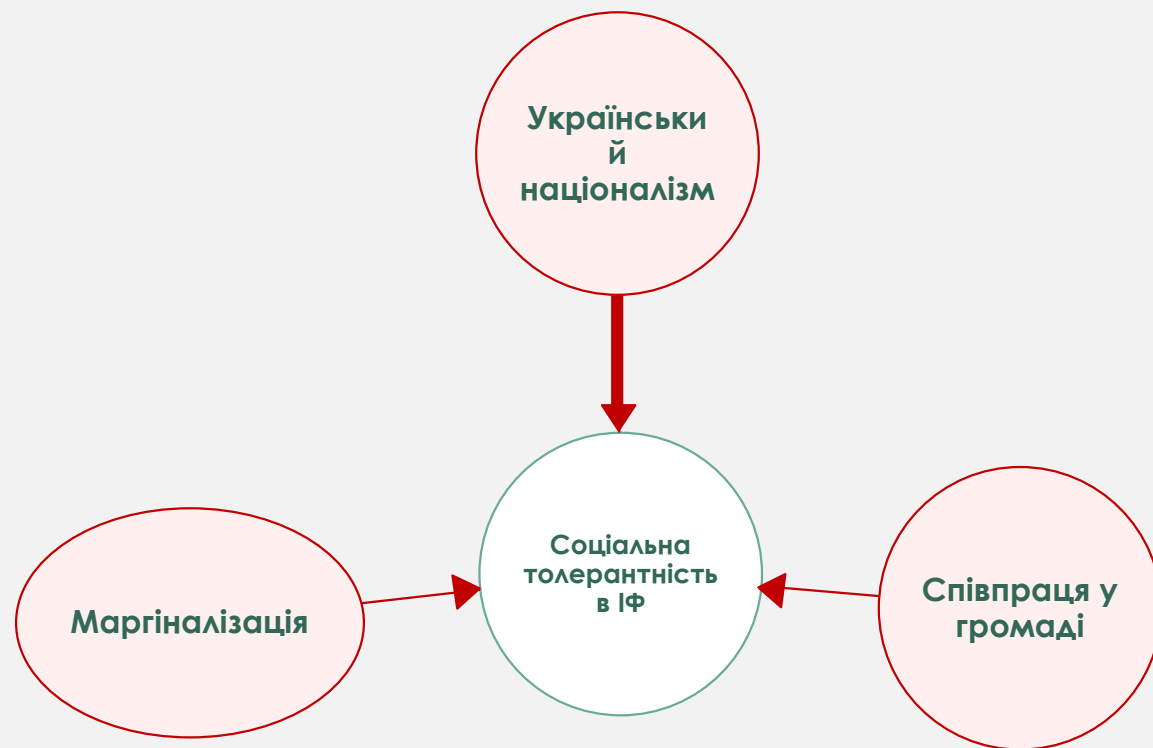 Українськи
й
націоналізм
Соціальна
толерантність
в ІФ
Маргіналізація
Співпраця у
громаді